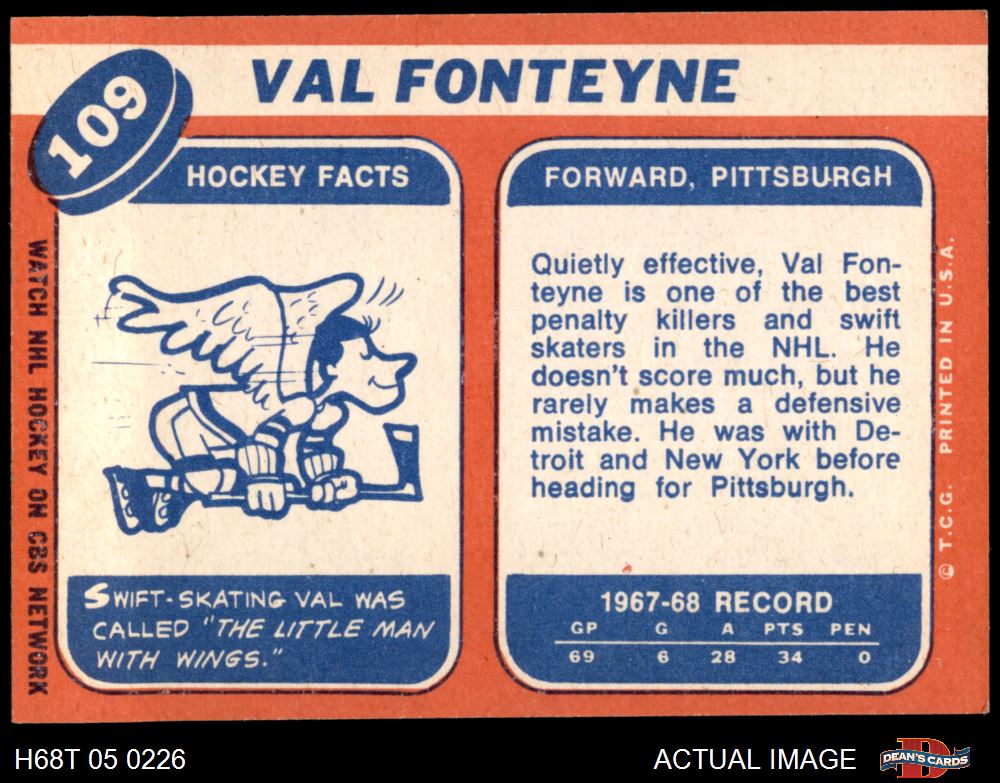 109
VAL FONTEYNE
HOCKEY FACTS
SWIFT-SKATING VAL WAS
CALLED "THE LITTLE MAN
WITH WINGS."
FORWARD, PITTSBURGH
Quietly effective, Val Fon-
teyne is one of the best
penalty killers and swift
skaters in the NHL. He
doesn't score much, but he
rarely makes a defensive
mistake. He was with De-
troit and New York before
heading for Pittsburgh.
1967-68 RECORD
GP G A PTS PEN
69 6 28 34 0
WATCH NHL HOCKEY ON CBS NETWORK
© T.C.G. PRINTED IN U.S.A.
H68T 05 0226
ACTUAL IMAGE
D
DEAN'S CARDS